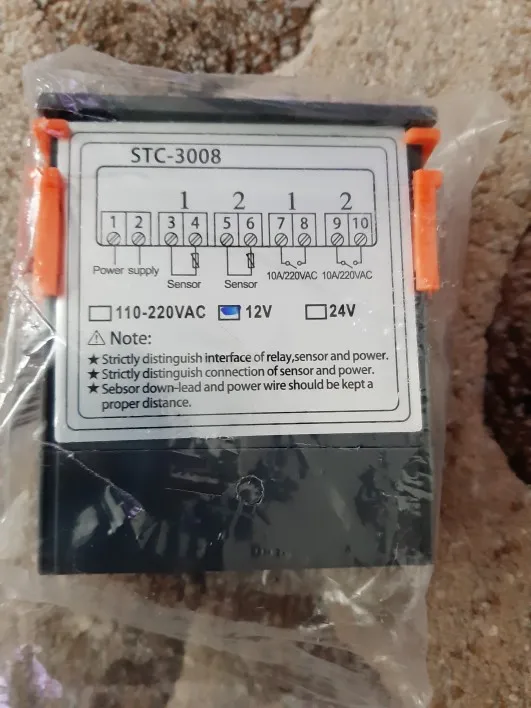 STC-3008
1 2 1 2
1 2 3 4 5 6 7 8 9 10
Power supply
Sensor
Sensor
10A/220VAC 10A/220VAC
110-220VAC 12V 24V
Note:
★ Strictly distinguish interface of relay,sensor and power.
★ Strictly distinguish connection of sensor and power.
★ Sebsor down-lead and power wire should be kept a
proper distance.